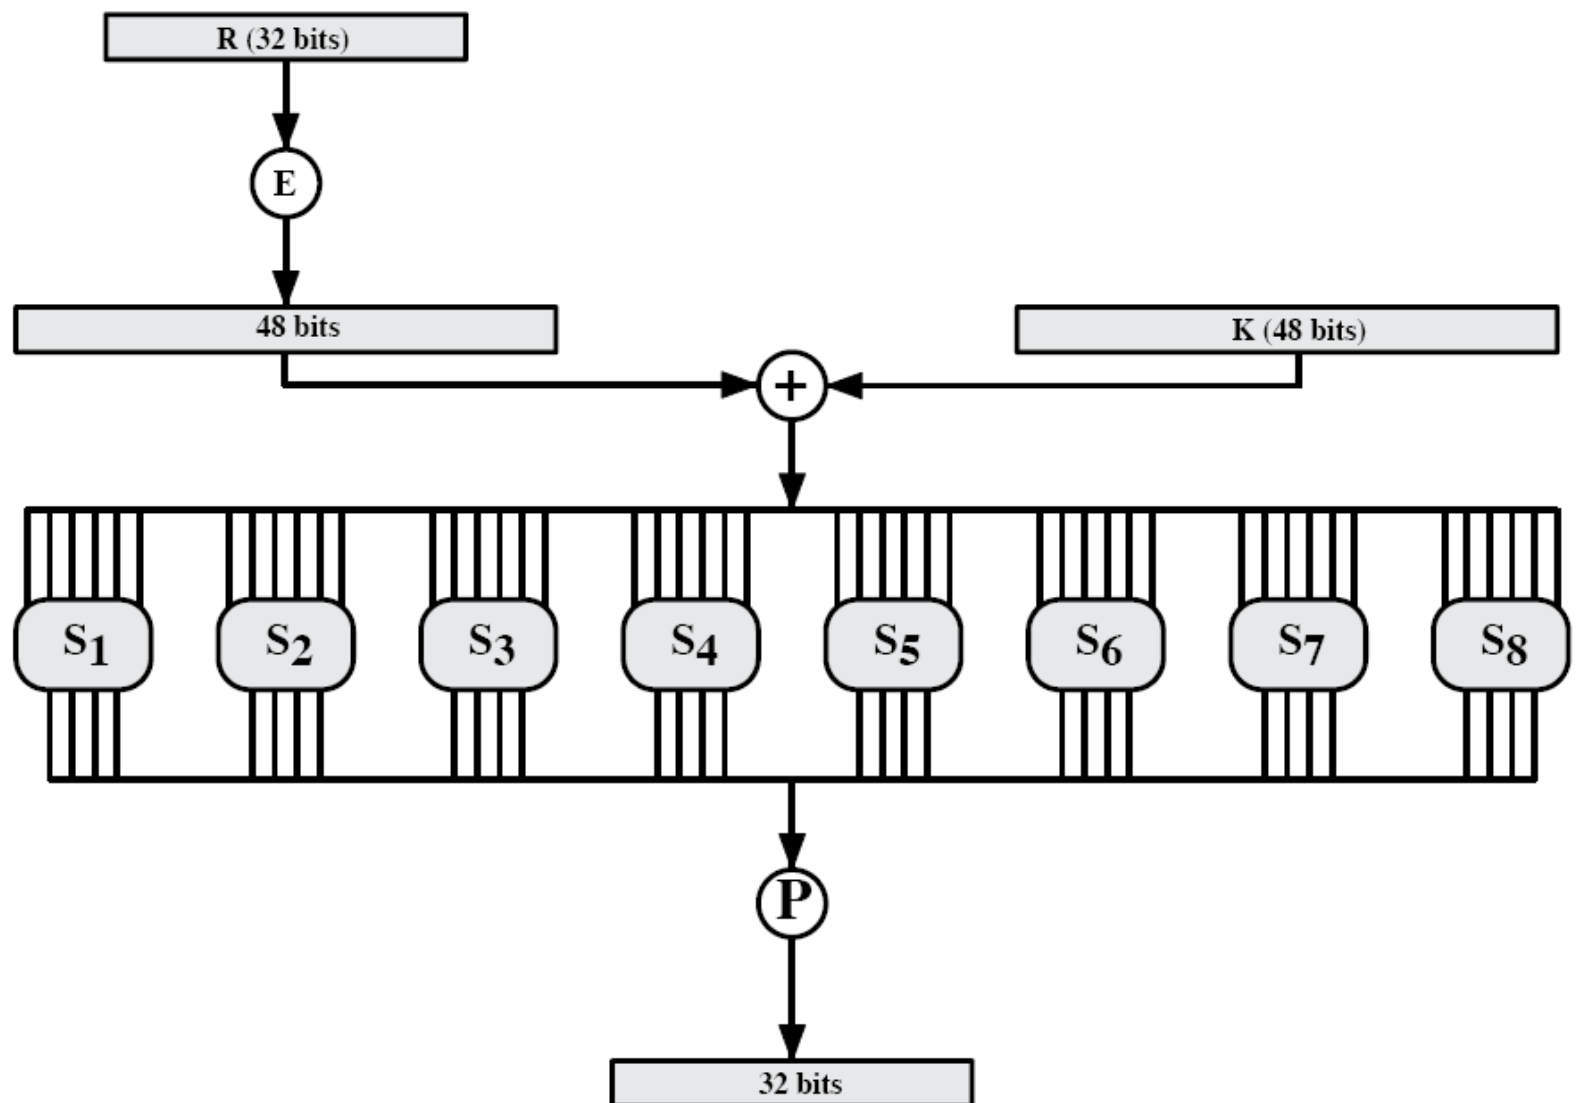 R (32 bits)
E
48 bits
K (48 bits)
+
S1 S2 S3 S4 S5 S6 S7 S8
P
32 bits